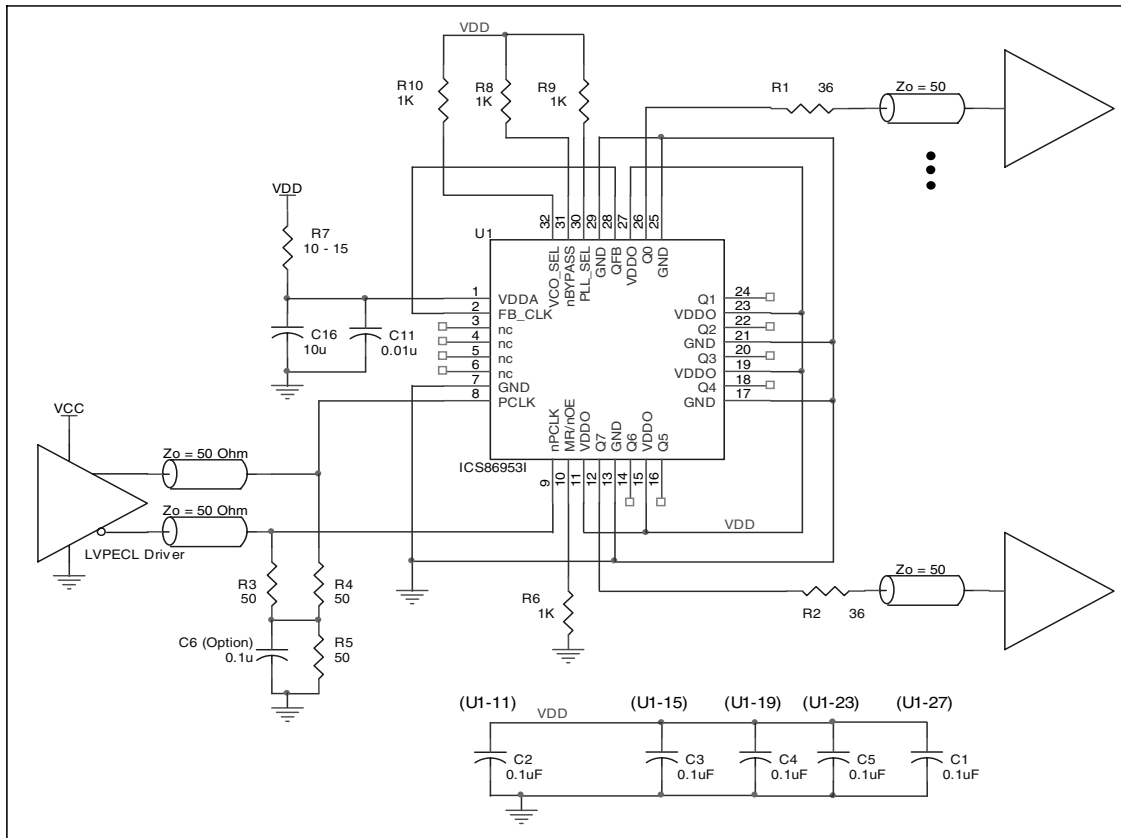 VDD
R10
1K
R8
1K
R9
1K
R1 36
Zo = 50
VDD
R7
10 - 15
C16
10u
C11
0.01u
U1
32
31
30
29
28
27
26
25
VCO_SEL
nBYPASS
PLL_SEL
GND
QFB
VDDO
Q0
GND
1 VDDA
2 FB_CLK
3 nc
4 nc
5 nc
6 nc
7 GND
8 PCLK
Q1 24
VDDO 23
Q2 22
GND 21
Q3 20
VDDO 19
Q4 18
GND 17
nPCLK
MR/nOE
VDDO
Q7
GND
Q6
VDDO
Q5
ICS86953I
9
10
11
12
13
14
15
16
VDD
VCC
Zo = 50 Ohm
Zo = 50 Ohm
LVPECL Driver
R3
50
R4
50
C6 (Option)
0.1u
R5
50
R6
1K
Zo = 50
R2 36
(U1-11) (U1-15) (U1-19) (U1-23) (U1-27)
VDD
C2
0.1uF
C3
0.1uF
C4
0.1uF
C5
0.1uF
C1
0.1uF